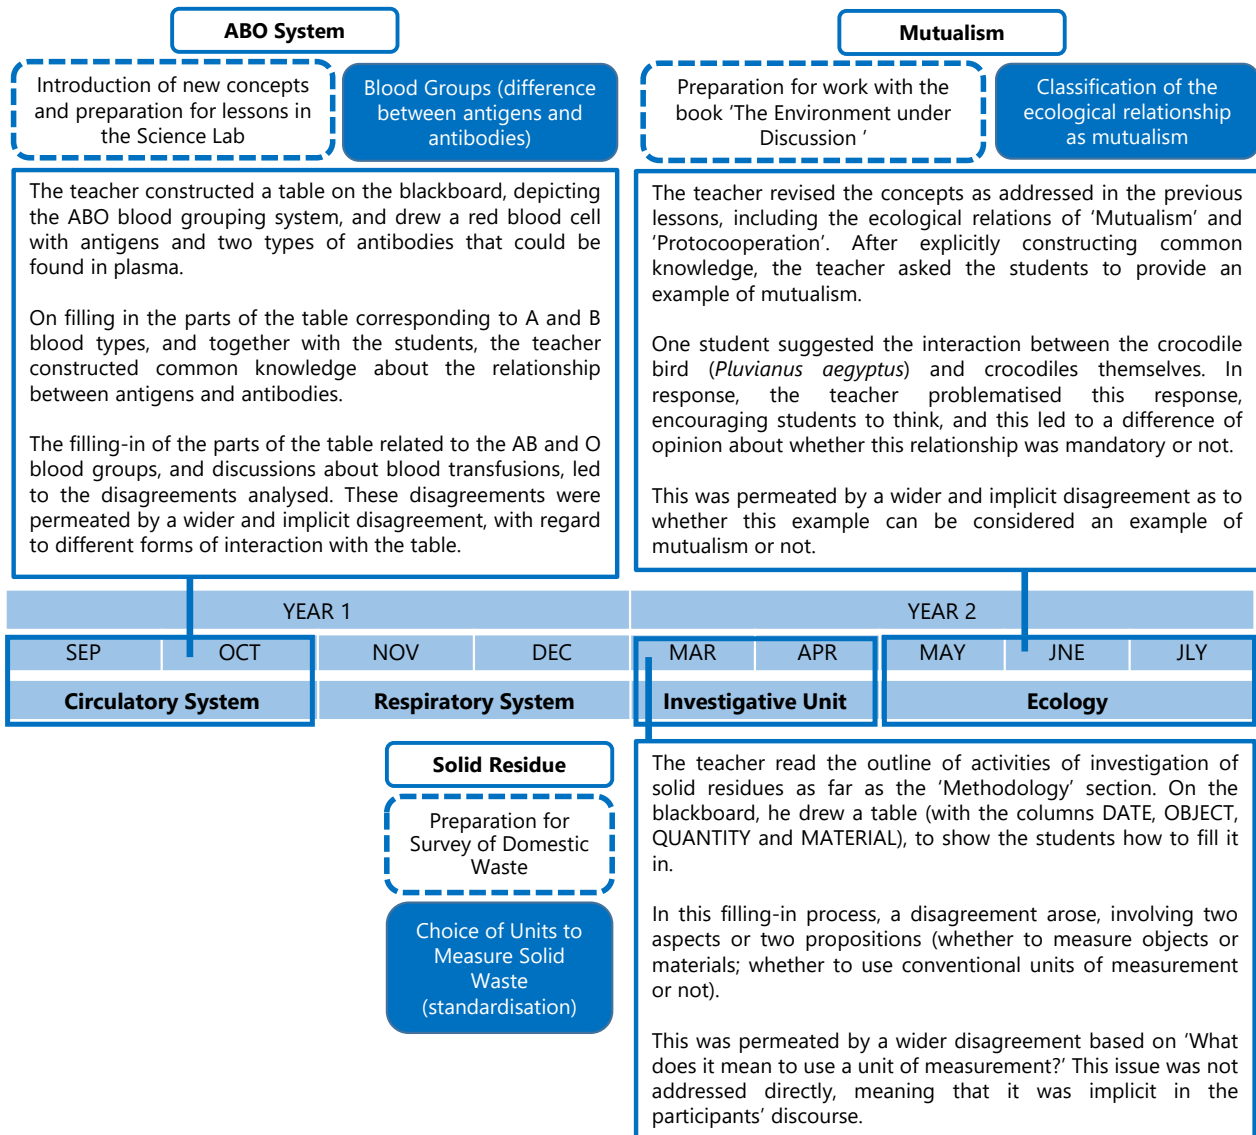 ABO System
Introduction of new concepts
and preparation for lessons in
the Science Lab
Blood Groups (difference
between antigens and
antibodies)
The teacher constructed a table on the blackboard, depicting
the ABO blood grouping system, and drew a red blood cell
with antigens and two types of antibodies that could be
found in plasma.
On filling in the parts of the table corresponding to A and B
blood types, and together with the students, the teacher
constructed common knowledge about the relationship
between antigens and antibodies.
The filling-in of the parts of the table related to the AB and O
blood groups, and discussions about blood transfusions, led
to the disagreements analysed. These disagreements were
permeated by a wider and implicit disagreement, with regard
to different forms of interaction with the table.
Mutualism
Preparation for work with the
book ‘The Environment under
Discussion ’
Classification of the
ecological relationship
as mutualism
The teacher revised the concepts as addressed in the previous
lessons, including the ecological relations of ‘Mutualism’ and
‘Protocooperation’. After explicitly constructing common
knowledge, the teacher asked the students to provide an
example of mutualism.
One student suggested the interaction between the crocodile
bird (Pluvianus aegyptus) and crocodiles themselves. In
response, the teacher problematised this response,
encouraging students to think, and this led to a difference of
opinion about whether this relationship was mandatory or not.
This was permeated by a wider and implicit disagreement as to
whether this example can be considered an example of
mutualism or not.
YEAR 1 YEAR 2
SEP OCT NOV DEC MAR APR MAY JNE JLY
Circulatory System Respiratory System Investigative Unit Ecology
Solid Residue
Preparation for
Survey of Domestic
Waste
Choice of Units to
Measure Solid
Waste
(standardisation)
The teacher read the outline of activities of investigation of
solid residues as far as the ‘Methodology’ section. On the
blackboard, he drew a table (with the columns DATE, OBJECT,
QUANTITY and MATERIAL), to show the students how to fill it
in.
In this filling-in process, a disagreement arose, involving two
aspects or two propositions (whether to measure objects or
materials; whether to use conventional units of measurement
or not).
This was permeated by a wider disagreement based on ‘What
does it mean to use a unit of measurement?’ This issue was not
addressed directly, meaning that it was implicit in the
participants’ discourse.